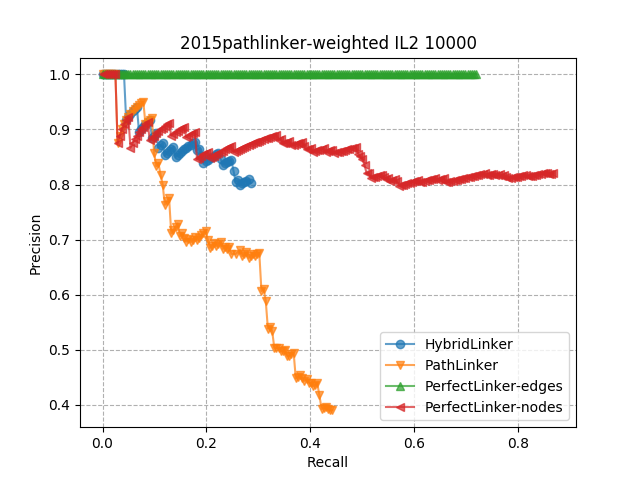 2015pathlinker-weighted IL2 10000
1.0
0.9
0.8
0.7
0.6
0.5
0.4
Precision
0.0
0.2
0.4
0.6
0.8
Recall
HybridLinker
PathLinker
PerfectLinker-edges
PerfectLinker-nodes